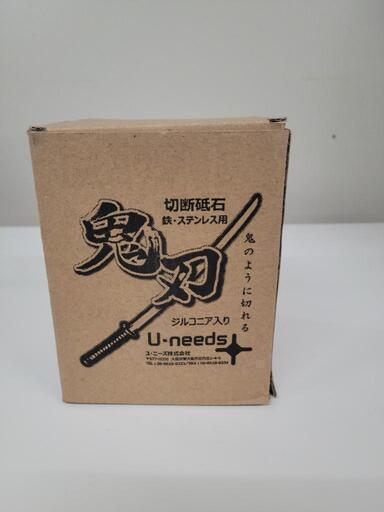 切断砥石
鉄・ステンレス用
鬼刃
鬼のように切れる
ジルコニア入り
U-needs
ユ・ニーズ株式会社